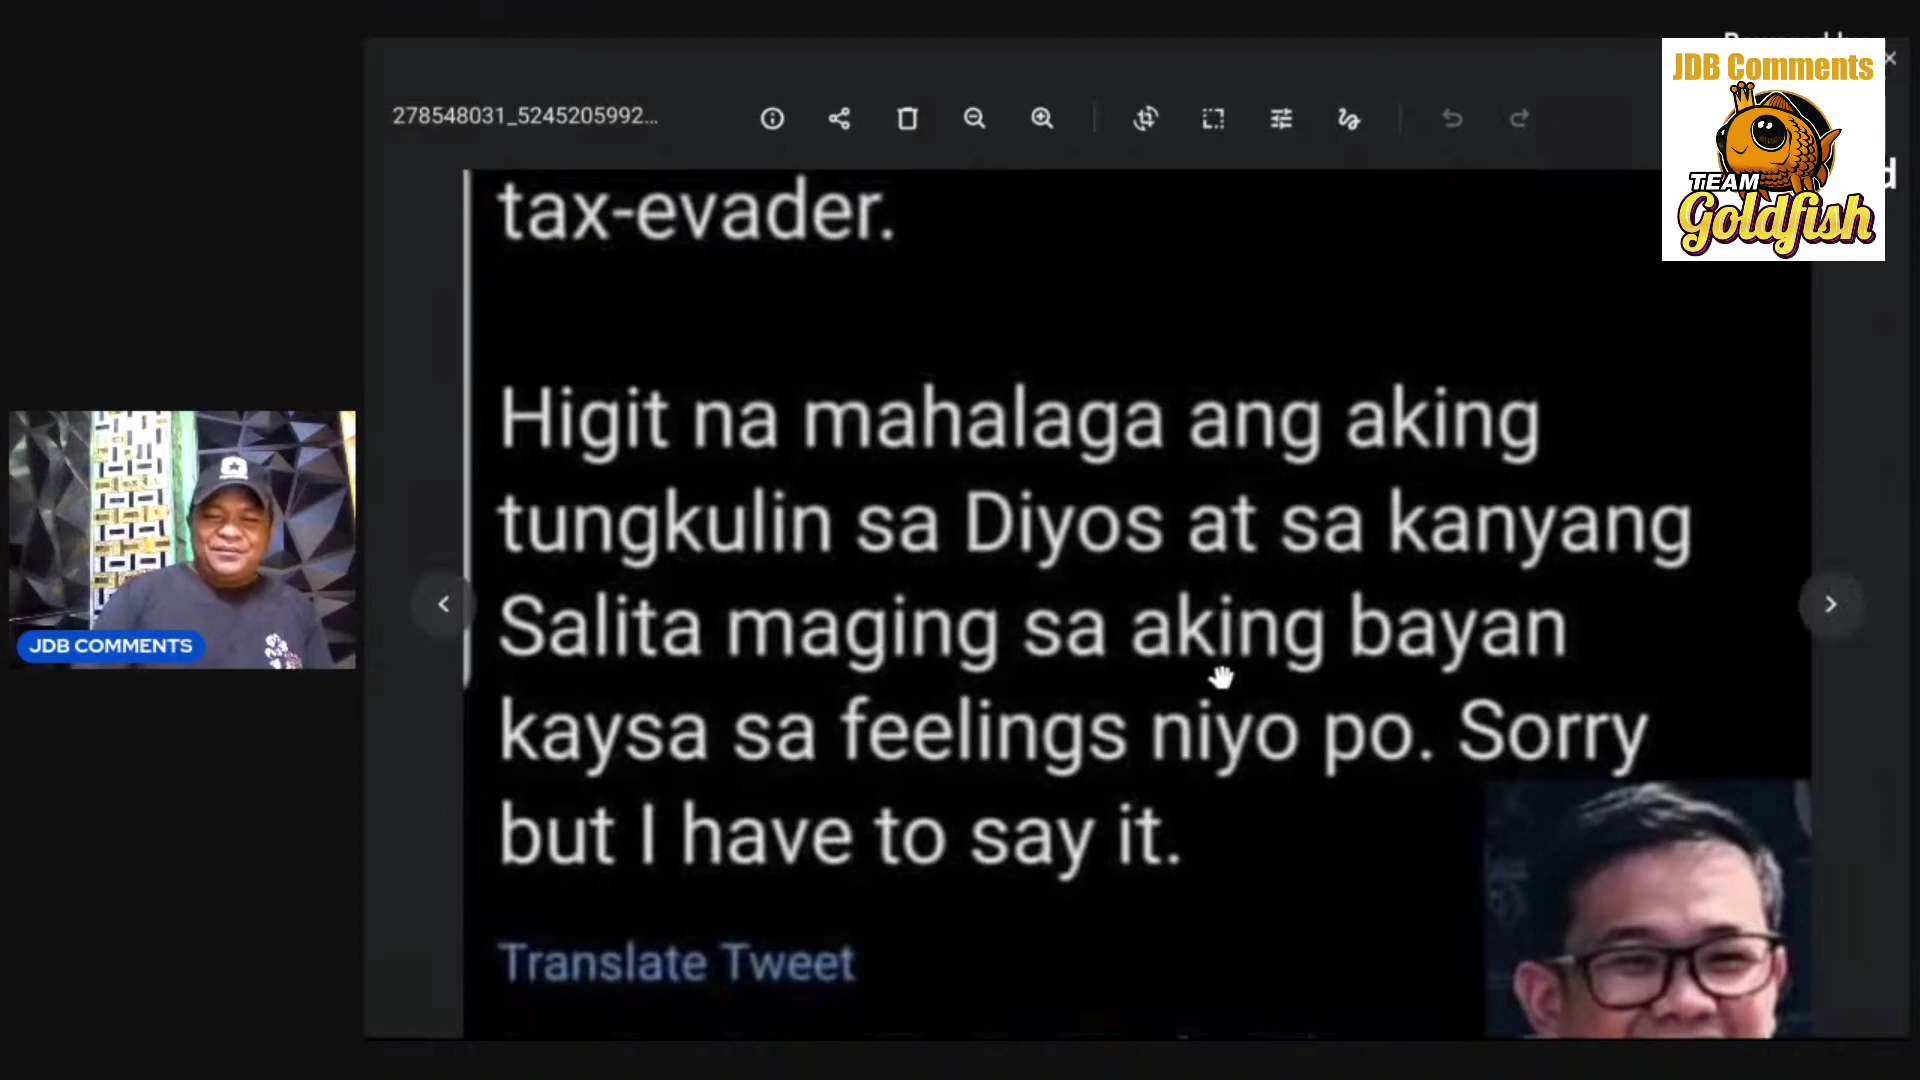 JDB Comments
TEAM
Goldfish
278548031_5245205992...
tax-evader.
Higit na mahalaga ang aking
tungkulin sa Diyos at sa kanyang
Salita maging sa aking bayan
kaysa sa feelings niyo po. Sorry
but I have to say it.
Translate Tweet
JDB COMMENTS